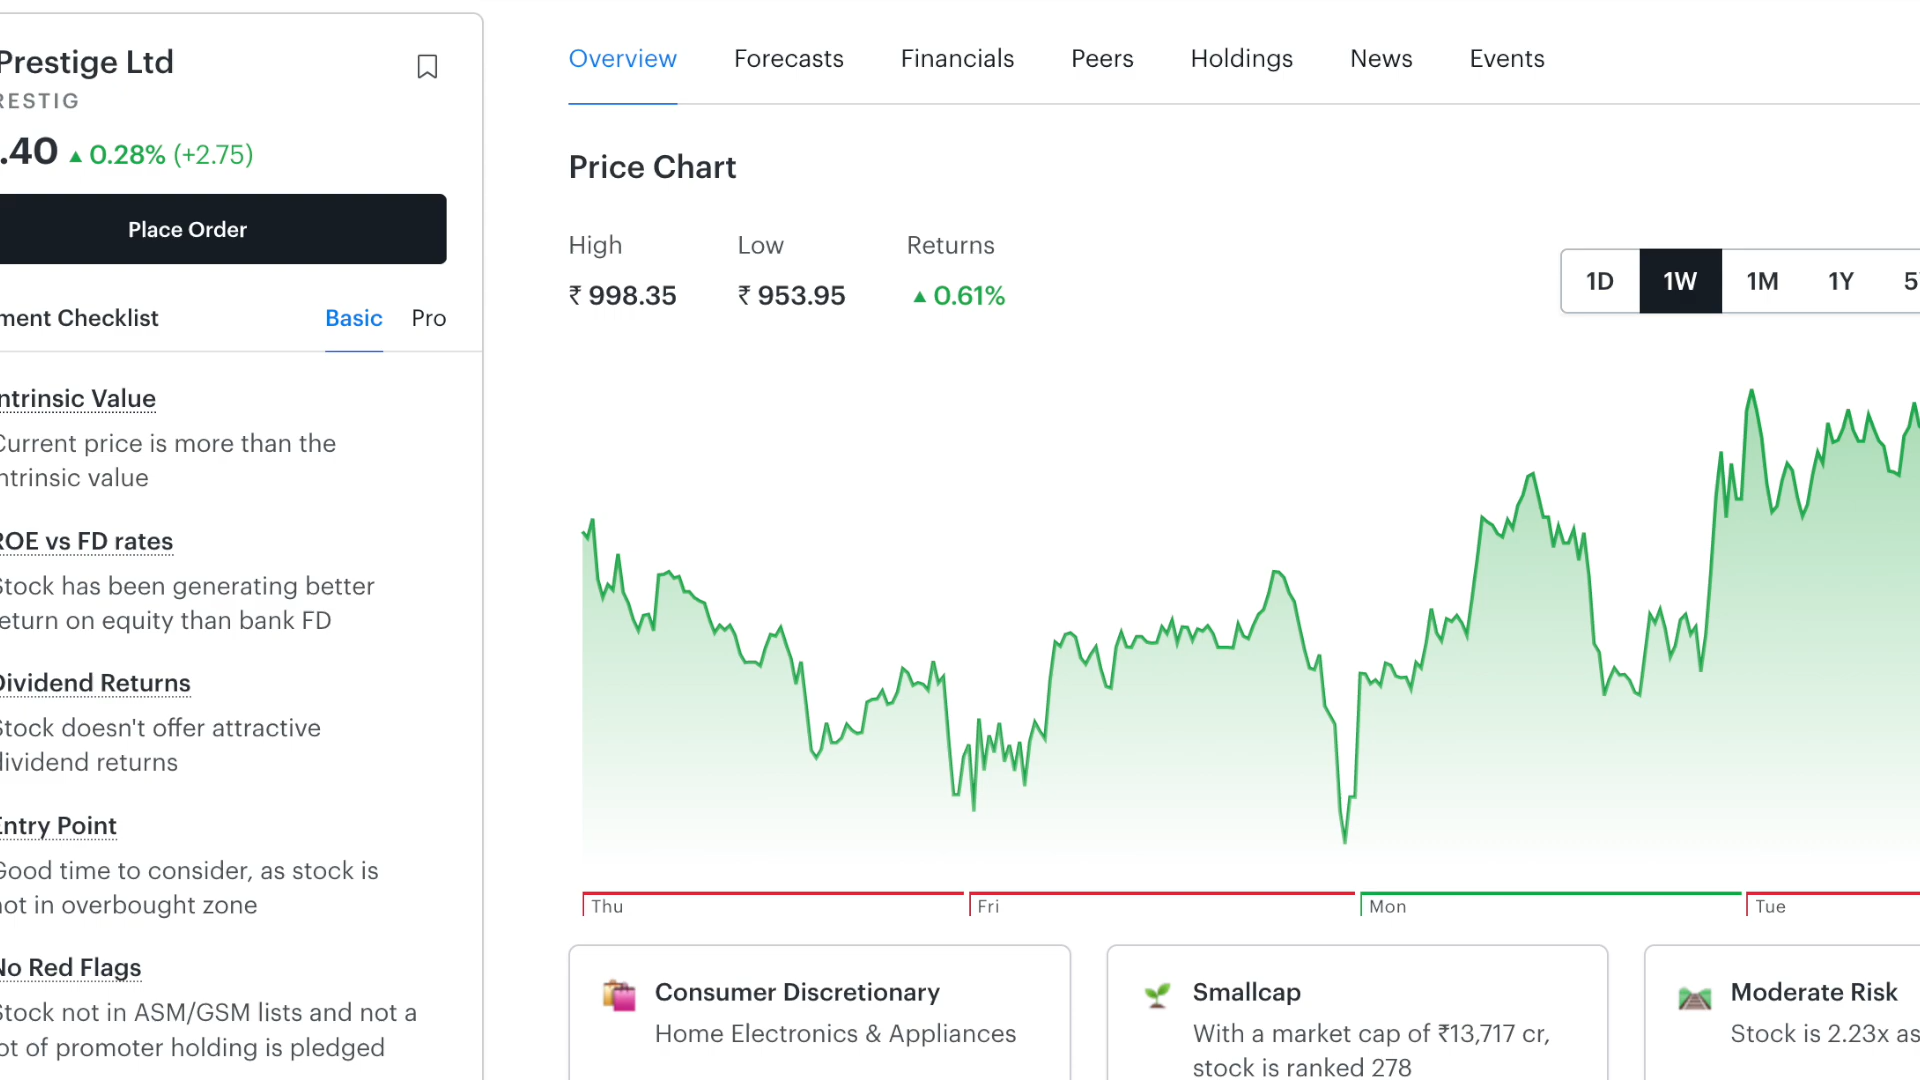 Prestige Ltd
RESTIG
.40 ▲ 0.28% (+2.75)
Place Order
ment Checklist
Basic
Pro
ntrinsic Value
Current price is more than the
ntrinsic value
ROE vs FD rates
Stock has been generating better
eturn on equity than bank FD
Dividend Returns
Stock doesn't offer attractive
dividend returns
Entry Point
Good time to consider, as stock is
not in overbought zone
No Red Flags
Stock not in ASM/GSM lists and not a
ot of promoter holding is pledged
Overview
Forecasts
Financials
Peers
Holdings
News
Events
Price Chart
High
Low
Returns
₹ 998.35
₹ 953.95
▲ 0.61%
1D
1W
1M
1Y
5
Thu
Fri
Mon
Tue
Consumer Discretionary
Home Electronics & Appliances
Smallcap
With a market cap of ₹13,717 cr,
stock is ranked 278
Moderate Risk
Stock is 2.23x as